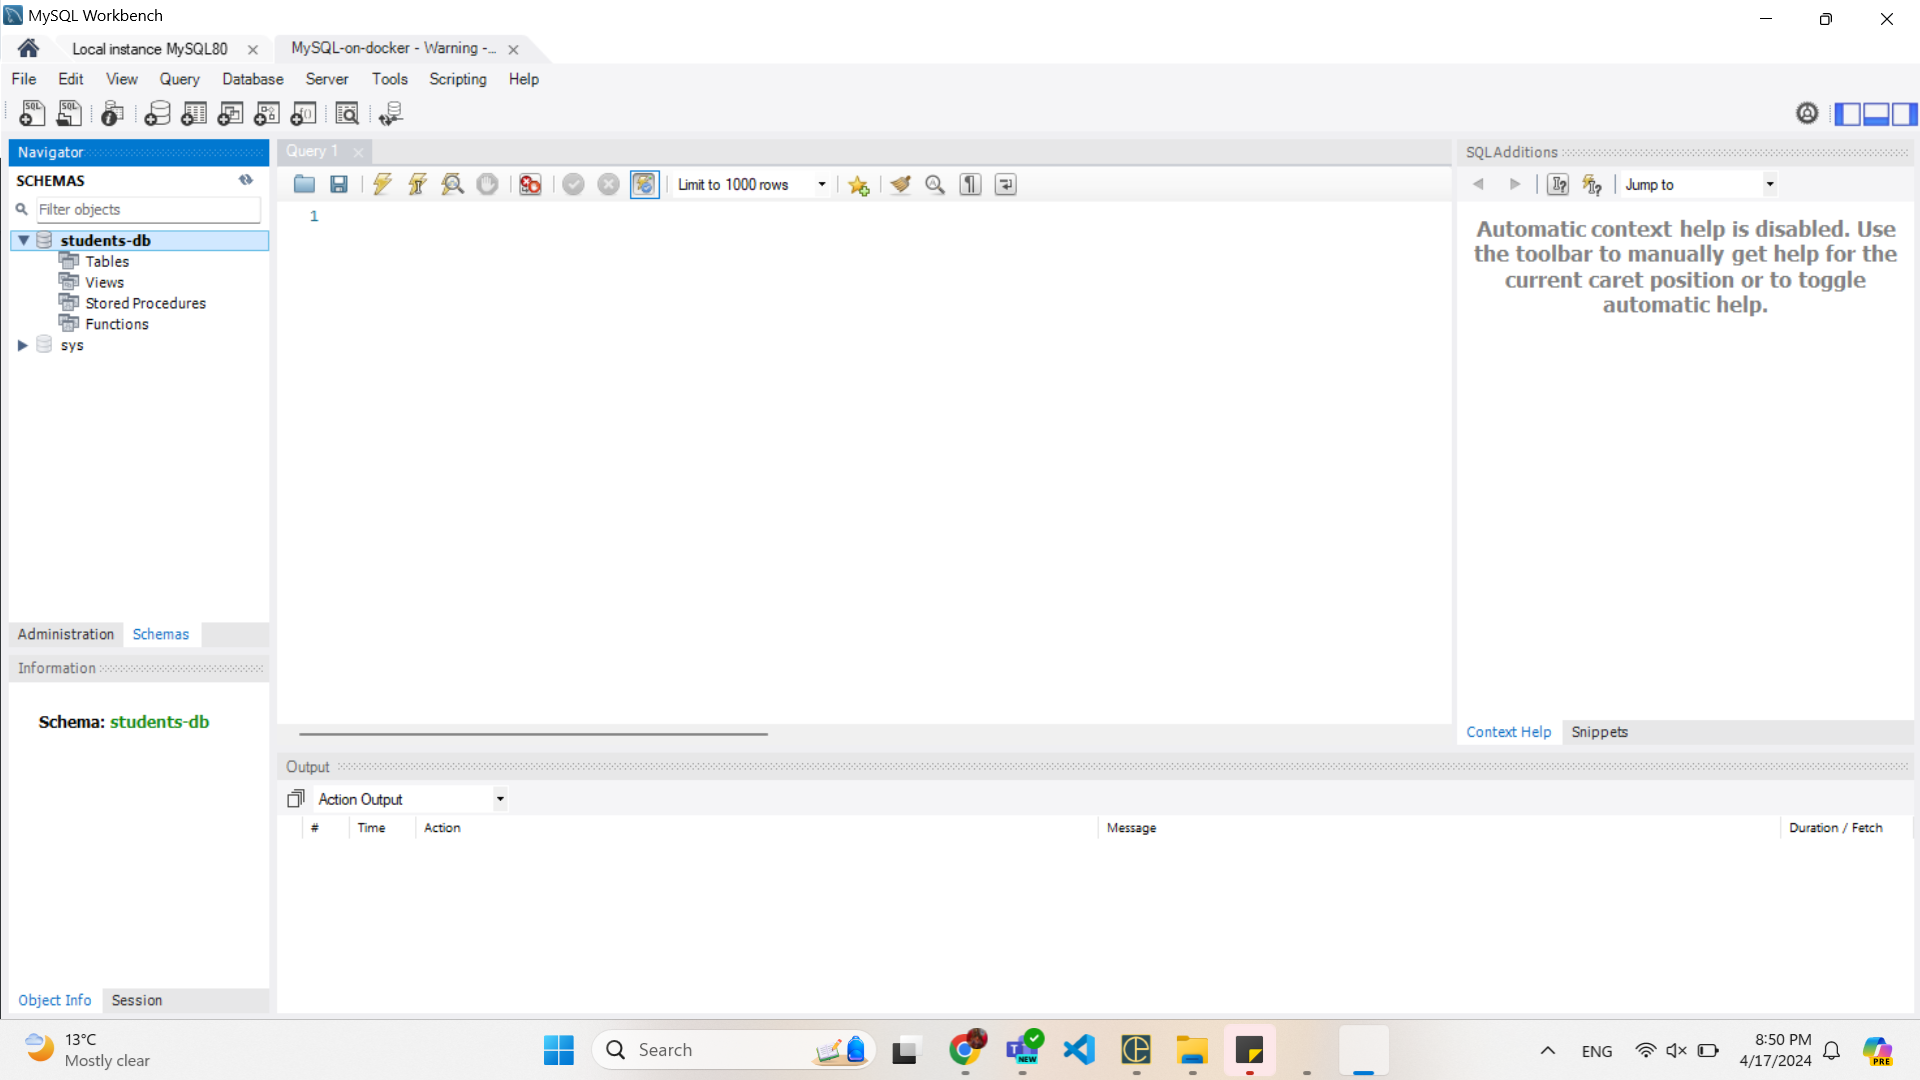 MySQL Workbench
Local instance MySQL80
MySQL-on-docker - Warning -...
File Edit View Query Database Server Tools Scripting Help
Navigator
SCHEMAS
Filter objects
students-db
Tables
Views
Stored Procedures
Functions
sys
Administration Schemas
Information
Schema: students-db
Object Info Session
Query 1
Limit to 1000 rows
1
SQLAdditions
Jump to
Automatic context help is disabled. Use
the toolbar to manually get help for the
current caret position or to toggle
automatic help.
Context Help Snippets
Output
Action Output
# Time Action Message Duration / Fetch
13°C
Mostly clear
Search
NEW
ENG
8:50 PM
4/17/2024
PRE